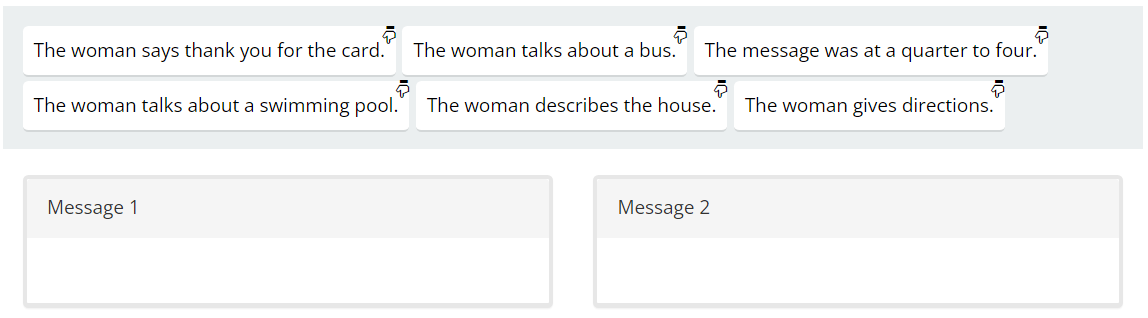 The woman says thank you for the card. The woman talks about a bus. The message was at a quarter to four.
The woman talks about a swimming pool. The woman describes the house. The woman gives directions.
Message 1 Message 2